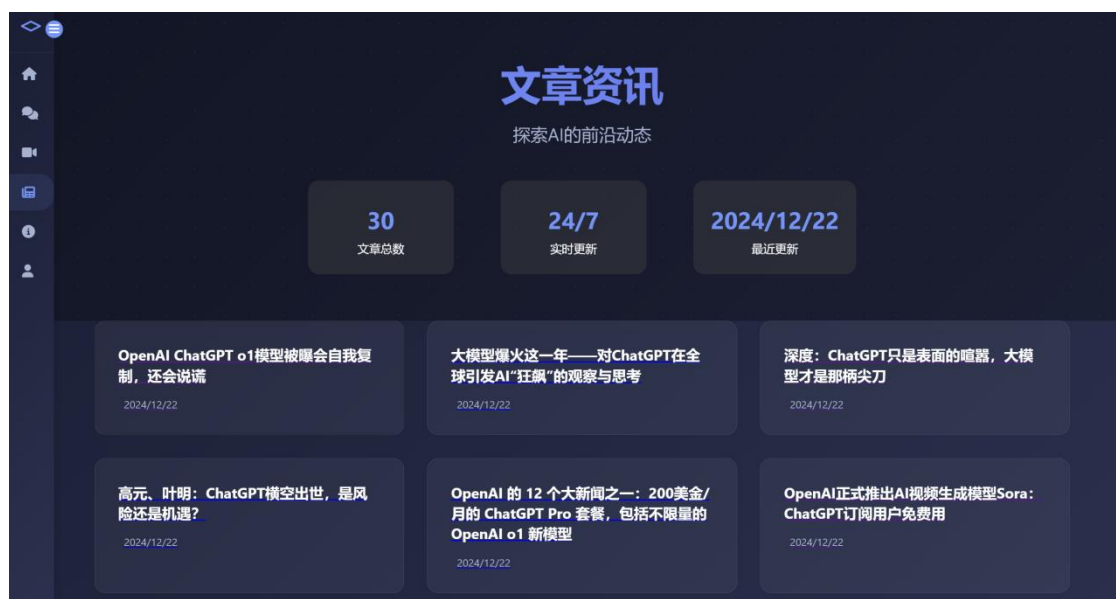 文章资讯
探索AI的前沿动态
30
文章总数
24/7
实时更新
2024/12/22
最近更新
OpenAI ChatGPT o1模型被曝会自我复
制，还会说谎
2024/12/22
大模型爆火这一年——对ChatGPT在全
球引发AI“狂飙”的观察与思考
2024/12/22
深度：ChatGPT只是表面的喧嚣，大模
型才是那柄尖刀
2024/12/22
高元、叶明：ChatGPT横空出世，是风
险还是机遇？
2024/12/22
OpenAI 的 12 个大新闻之一：200美金/
月的 ChatGPT Pro 套餐，包括不限量的
OpenAI o1 新模型
2024/12/22
OpenAI正式推出AI视频生成模型Sora：
ChatGPT订阅用户免费用
2024/12/22